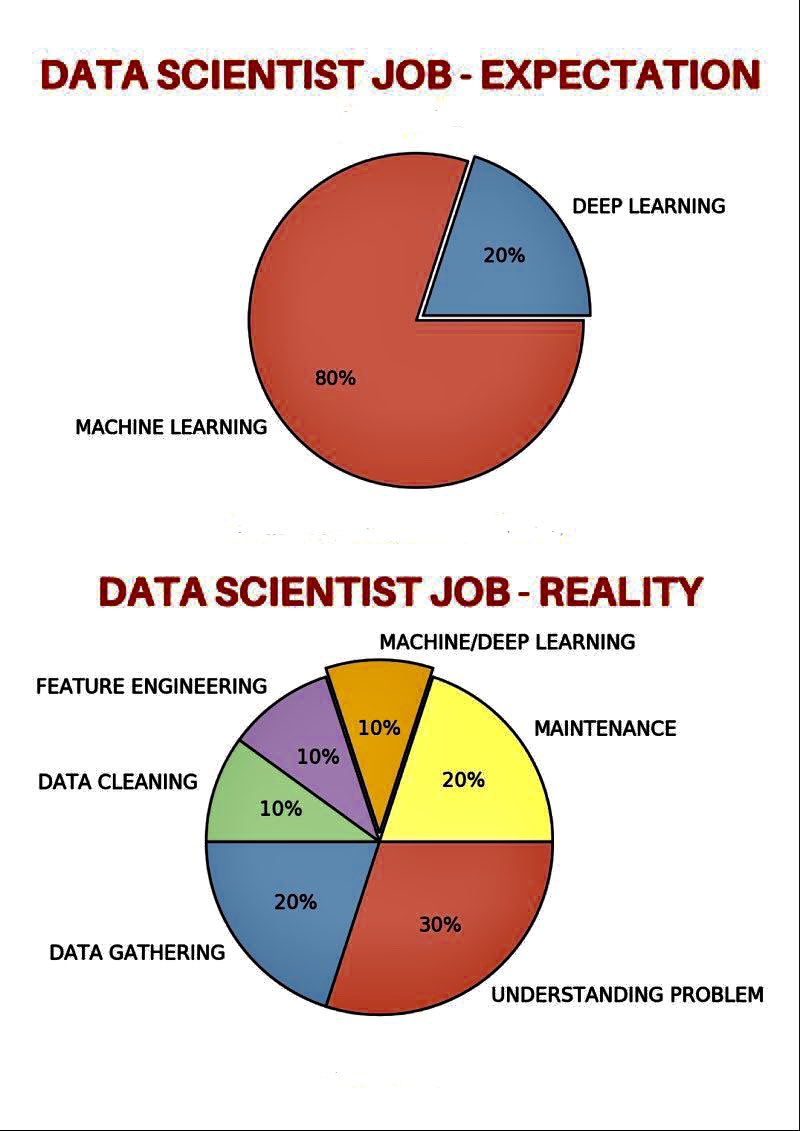 DATA SCIENTIST JOB - EXPECTATION
DEEP LEARNING
20%
80%
MACHINE LEARNING
DATA SCIENTIST JOB - REALITY
MACHINE/DEEP LEARNING
FEATURE ENGINEERING
10%
MAINTENANCE
10%
20%
DATA CLEANING
10%
20%
30%
DATA GATHERING
UNDERSTANDING PROBLEM